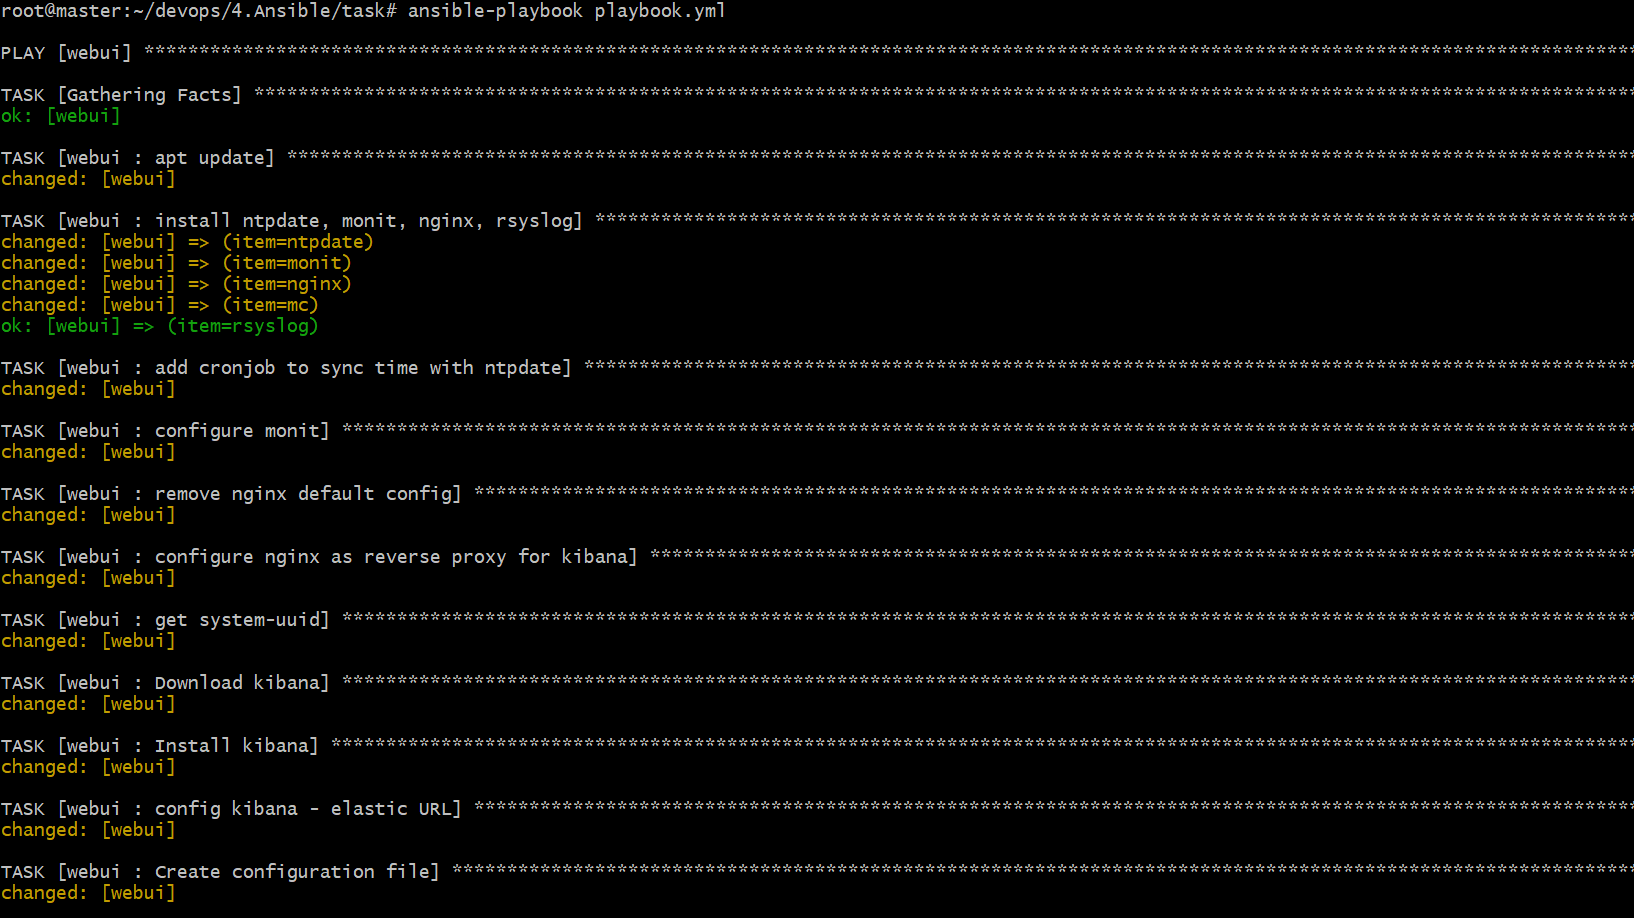 root@master:~/devops/4.Ansible/task# ansible-playbook playbook.yml
PLAY [webui] ****************************************************************************************************************************************
TASK [Gathering Facts] ******************************************************************************************************************************
ok: [webui]
TASK [webui : apt update] ***************************************************************************************************************************
changed: [webui]
TASK [webui : install ntpdate, monit, nginx, rsyslog] ***********************************************************************************************
changed: [webui] => (item=ntpdate)
changed: [webui] => (item=monit)
changed: [webui] => (item=nginx)
changed: [webui] => (item=mc)
ok: [webui] => (item=rsyslog)
TASK [webui : add cronjob to sync time with ntpdate] ************************************************************************************************
changed: [webui]
TASK [webui : configure monit] **********************************************************************************************************************
changed: [webui]
TASK [webui : remove nginx default config] **********************************************************************************************************
changed: [webui]
TASK [webui : configure nginx as reverse proxy for kibana] ******************************************************************************************
changed: [webui]
TASK [webui : get system-uuid] **********************************************************************************************************************
changed: [webui]
TASK [webui : Download kibana] **********************************************************************************************************************
changed: [webui]
TASK [webui : Install kibana] ***********************************************************************************************************************
changed: [webui]
TASK [webui : config kibana - elastic URL] **********************************************************************************************************
changed: [webui]
TASK [webui : Create configuration file] ************************************************************************************************************
changed: [webui]